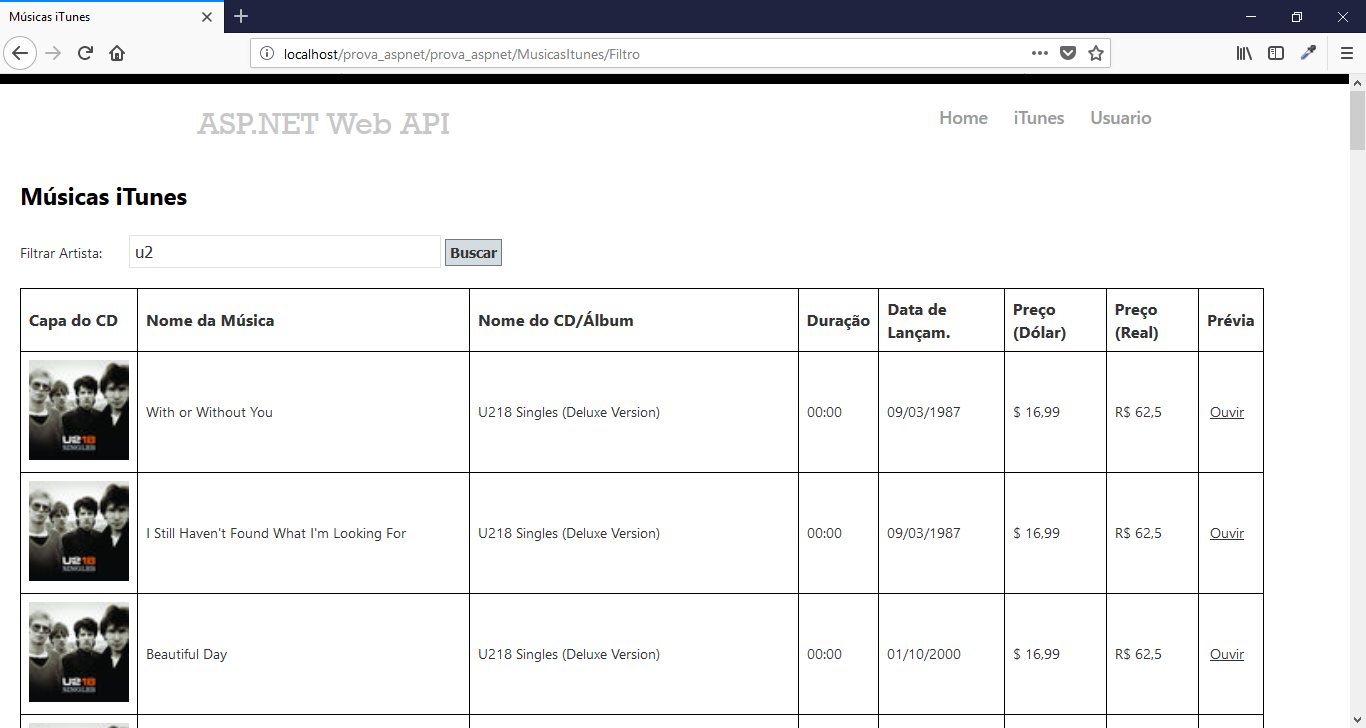 Músicas iTunes
localhost/prova_aspnet/prova_aspnet/MusicasItunes/Filtro
ASP.NET Web API
Home iTunes Usuario
Músicas iTunes
Filtrar Artista: u2 Buscar
Capa do CD Nome da Música Nome do CD/Álbum Duração Data de Lançam. Preço (Dólar) Preço (Real) Prévia
U218 SINGLES
With or Without You U218 Singles (Deluxe Version) 00:00 09/03/1987 $ 16,99 R$ 62,5 Ouvir
U218 SINGLES
I Still Haven't Found What I'm Looking For U218 Singles (Deluxe Version) 00:00 09/03/1987 $ 16,99 R$ 62,5 Ouvir
U218 SINGLES
Beautiful Day U218 Singles (Deluxe Version) 00:00 01/10/2000 $ 16,99 R$ 62,5 Ouvir